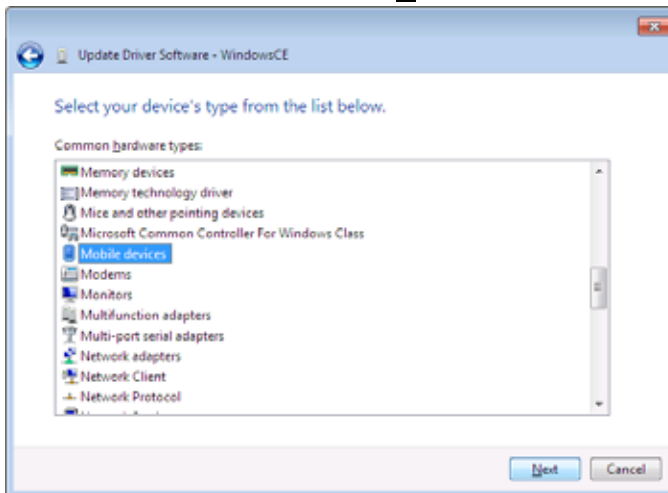 Update Driver Software - WindowsCE
Select your device's type from the list below.
Common hardware types:
Memory devices
Memory technology driver
Mice and other pointing devices
Microsoft Common Controller For Windows Class
Mobile devices
Modems
Monitors
Multifunction adapters
Multi-port serial adapters
Network adapters
Network Client
Network Protocol
Next Cancel